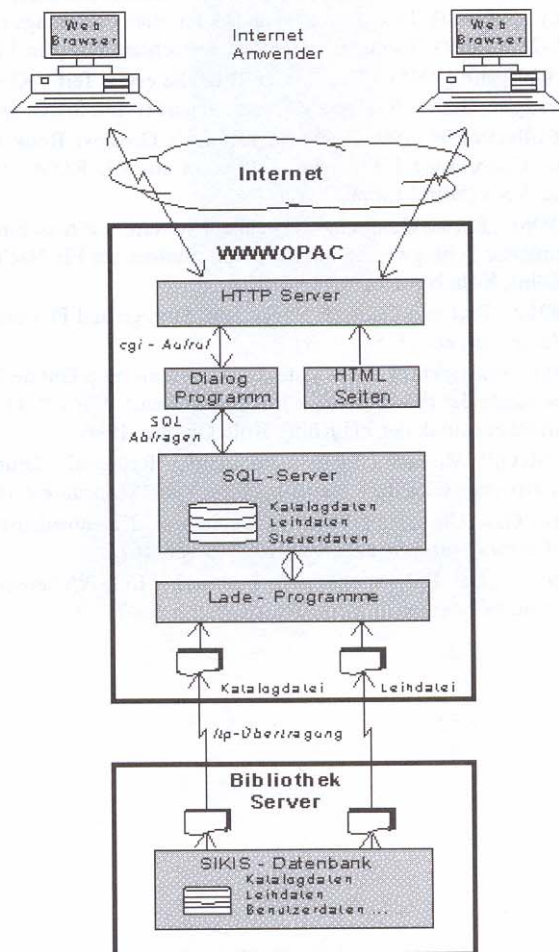 Web
Browser
Internet
Anwender
Web
Browser
Internet
WWWOPAC
HTTP Server
cgi - Aufruf
Dialog
Programm
HTML
Seiten
SQL
Abfragen
SQL-Server
Katalogdaten
Leihdaten
Steuerdaten
Lade- Programme
Katalogdatei
Leihdatei
ftp-Übertragung
Bibliothek
Server
SIKIS - Datenbank
Katalogdaten
Leihdaten
Benutzerdaten ...